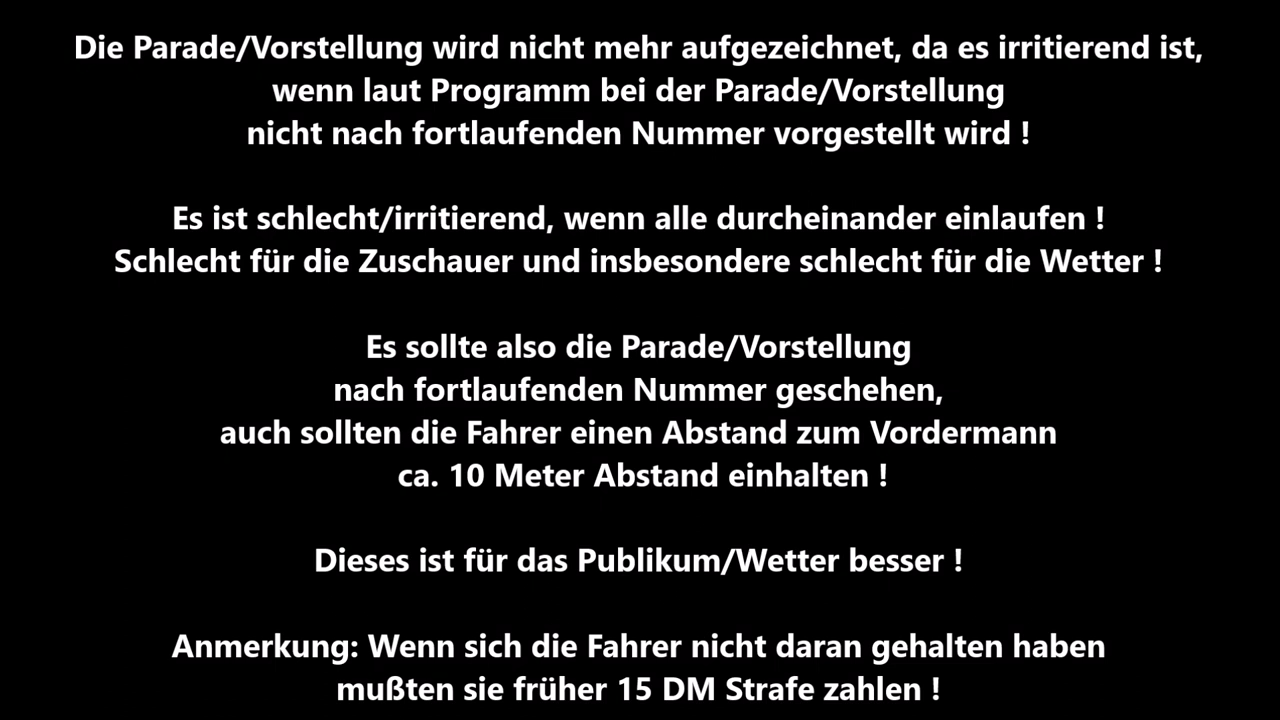 Die Parade/Vorstellung wird nicht mehr aufgezeichnet, da es irritierend ist,
wenn laut Programm bei der Parade/Vorstellung
nicht nach fortlaufenden Nummer vorgestellt wird !
Es ist schlecht/irritierend, wenn alle durcheinander einlaufen !
Schlecht für die Zuschauer und insbesondere schlecht für die Wetter !
Es sollte also die Parade/Vorstellung
nach fortlaufenden Nummer geschehen,
auch sollten die Fahrer einen Abstand zum Vordermann
ca. 10 Meter Abstand einhalten !
Dieses ist für das Publikum/Wetter besser !
Anmerkung: Wenn sich die Fahrer nicht daran gehalten haben
mußten sie früher 15 DM Strafe zahlen !